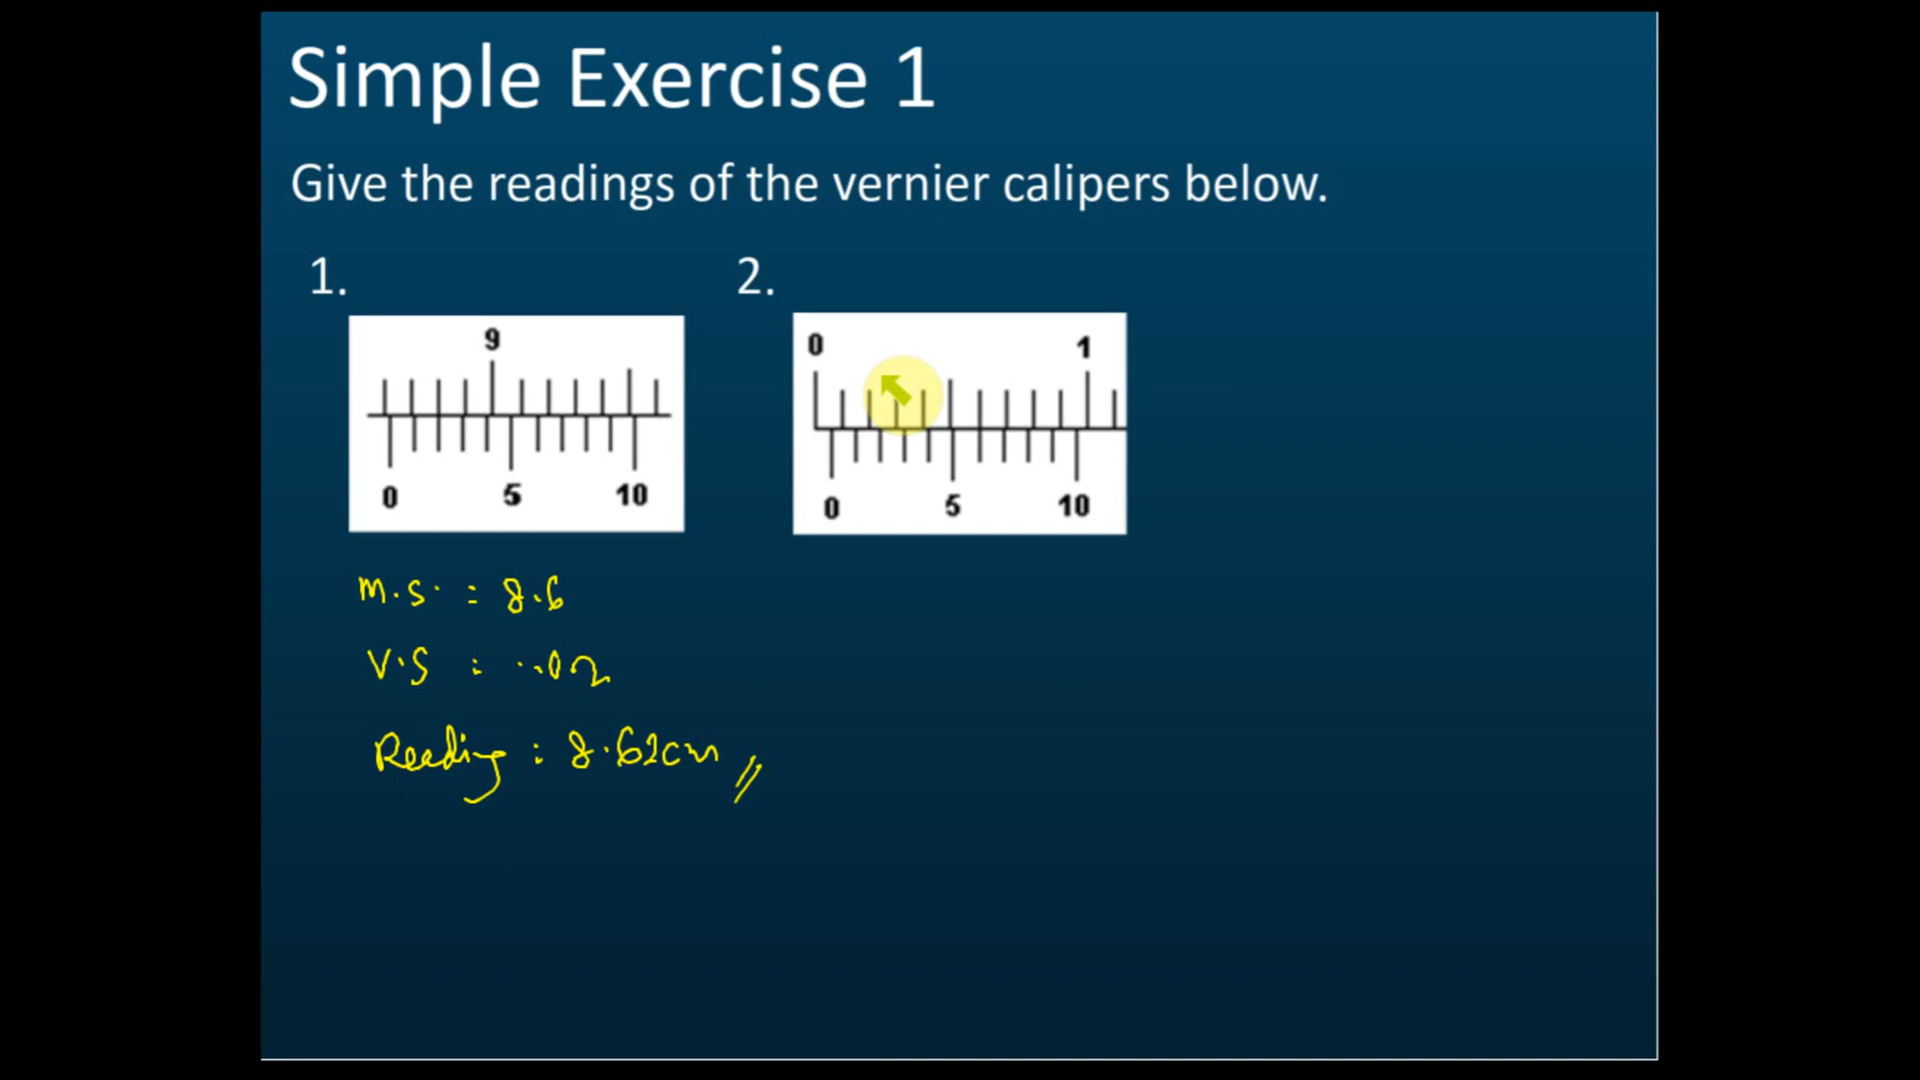 Simple Exercise 1
Give the readings of the vernier calipers below.
1.
2.
9
0 5 10
0 1
0 5 10
M.S. : 8.6
V.S : .02
Reading : 8.62cm //